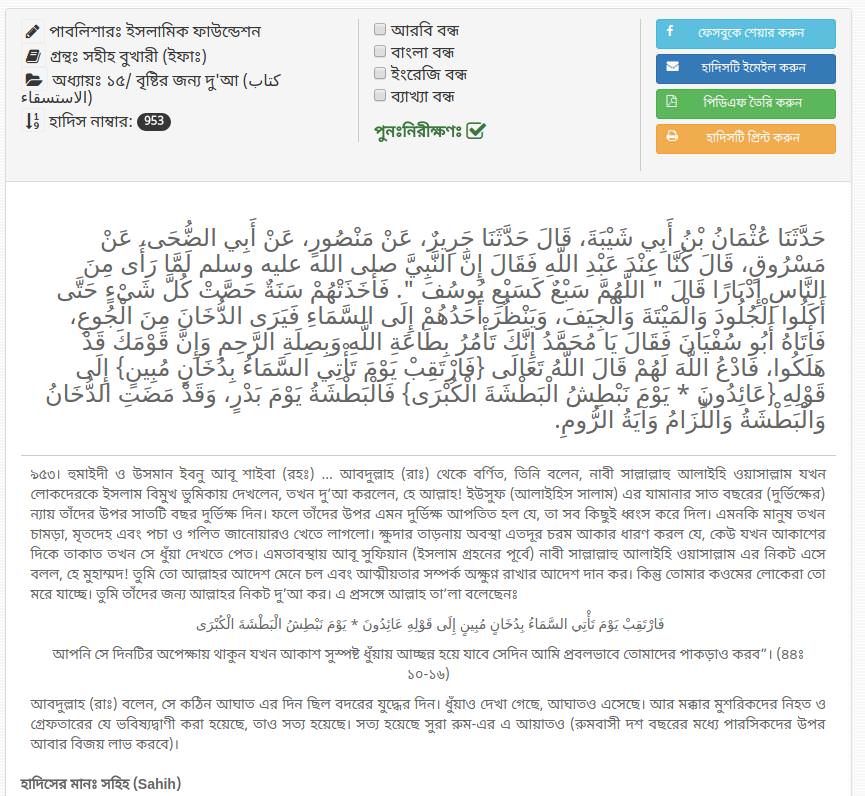 পাবলিশারঃ ইসলামিক ফাউন্ডেশন
গ্রন্থঃ সহীহ বুখারী (ইফাঃ)
অধ্যায়ঃ ১৫/ বৃষ্টির জন্য দু'আ (كتاب
الاستسقاء)
হাদিস নাম্বার: 953
আরবি বন্ধ
বাংলা বন্ধ
ইংরেজি বন্ধ
ব্যাখ্যা বন্ধ
পুনঃনিরীক্ষণঃ
ফেসবুকে শেয়ার করুন
হাদিসটি ইমেইল করুন
পিডিএফ তৈরি করুন
হাদিসটি প্রিন্ট করুন
حَدَّثَنَا عُثْمَانُ بْنُ أَبِي شَيْبَةَ، قَالَ حَدَّثَنَا جَرِيرٌ، عَنْ مَنْصُورٍ، عَنْ أَبِي الضُّحَى، عَنْ
مَسْرُوقٍ، قَالَ كُنَّا عِنْدَ عَبْدِ اللَّهِ فَقَالَ إِنَّ النَّبِيَّ صلى الله عليه وسلم لَمَّا رَأَى مِنَ
النَّاسِ إِدْبَارًا قَالَ " اللَّهُمَّ سَبْعٌ كَسَبْعِ يُوسُفَ ". فَأَخَذَتْهُمْ سَنَةٌ حَصَّتْ كُلَّ شَىْءٍ حَتَّى
أَكَلُوا الْجُلُودَ وَالْمَيْتَةَ وَالْجِيَفَ، وَيَنْظُرَ أَحَدُهُمْ إِلَى السَّمَاءِ فَيَرَى الدُّخَانَ مِنَ الْجُوعِ،
فَأَتَاهُ أَبُو سُفْيَانَ فَقَالَ يَا مُحَمَّدُ إِنَّكَ تَأْمُرُ بِطَاعَةِ اللَّهِ وَبِصِلَةِ الرَّحِمِ وَإِنَّ قَوْمَكَ قَدْ
هَلَكُوا، فَادْعُ اللَّهَ لَهُمْ قَالَ اللَّهُ تَعَالَى {فَارْتَقِبْ يَوْمَ تَأْتِي السَّمَاءُ بِدُخَانٍ مُبِينٍ} إِلَى
قَوْلِهِ {عَائِدُونَ * يَوْمَ نَبْطِشُ الْبَطْشَةَ الْكُبْرَى} فَالْبَطْشَةُ يَوْمَ بَدْرٍ، وَقَدْ مَضَتِ الدُّخَانُ
وَالْبَطْشَةُ وَاللِّزَامُ وَآيَةُ الرُّومِ.
৯৫৩। হুমাইদী ও উসমান ইবনু আবূ শাইবা (রহঃ) ... আবদুল্লাহ (রাঃ) থেকে বর্ণিত, তিনি বলেন, নাবী সাল্লাল্লাহু আলাইহি ওয়াসাল্লাম যখন
লোকদেরকে ইসলাম বিমুখ ভুমিকায় দেখলেন, তখন দু’আ করলেন, হে আল্লাহ! ইউসুফ (আলাইহিস সালাম) এর যামানার সাত বছরের (দুর্ভিক্ষের)
ন্যায় তাঁদের উপর সাতটি বছর দুর্ভিক্ষ দিন। ফলে তাঁদের উপর এমন দুর্ভিক্ষ আপতিত হল যে, তা সব কিছুই ধ্বংস করে দিল। এমনকি মানুষ তখন
চামড়া, মৃতদেহ এবং পচা ও গলিত জানোয়ারও খেতে লাগলো। ক্ষুদার তাড়নায় অবস্থা এতদূর চরম আকার ধারণ করল যে, কেউ যখন আকাশের
দিকে তাকাত তখন সে ধুঁয়া দেখতে পেত। এমতাবস্থায় আবূ সুফিয়ান (ইসলাম গ্রহনের পূর্বে) নাবী সাল্লাল্লাহু আলাইহি ওয়াসাল্লাম এর নিকট এসে
বলল, হে মুহাম্মদ! তুমি তো আল্লাহর আদেশ মেনে চল এবং আত্মীয়তার সম্পর্ক অক্ষুণ্ণ রাখার আদেশ দান কর। কিন্তু তোমার কওমের লোকেরা তো
মরে যাচ্ছে। তুমি তাঁদের জন্য আল্লাহর নিকট দু’আ কর। এ প্রসঙ্গে আল্লাহ তা’লা বলেছেনঃ
فَارْتَقِبْ يَوْمَ تَأْتِي السَّمَاءُ بِدُخَانٍ مُبِينٍ إِلَى قَوْلِهِ عَائِدُونَ * يَوْمَ نَبْطِشُ الْبَطْشَةَ الْكُبْرَى
আপনি সে দিনটির অপেক্ষায় থাকুন যখন আকাশ সুস্পষ্ট ধুঁয়ায় আচ্ছন্ন হয়ে যাবে সেদিন আমি প্রবলভাবে তোমাদের পাকড়াও করব”। (৪৪ঃ
১০-১৬)
আবদুল্লাহ (রাঃ) বলেন, সে কঠিন আঘাত এর দিন ছিল বদরের যুদ্ধের দিন। ধুঁয়াও দেখা গেছে, আঘাতও এসেছে। আর মক্কার মুশরিকদের নিহত ও
গ্রেফতারের যে ভবিষ্যদ্বাণী করা হয়েছে, তাও সত্য হয়েছে। সত্য হয়েছে সুরা রুম-এর এ আয়াতও (রুমবাসী দশ বছরের মধ্যে পারসিকদের উপর
আবার বিজয় লাভ করবে)।
হাদিসের মানঃ সহিহ (Sahih)